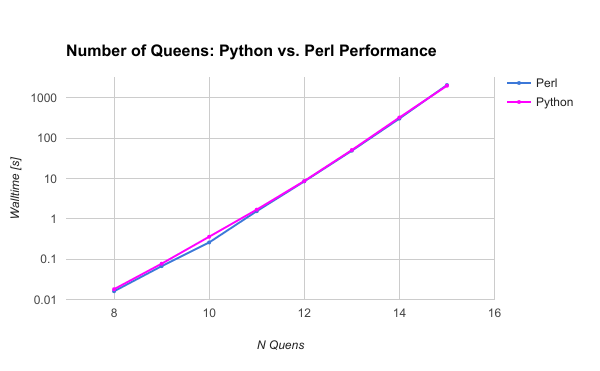 Number of Queens: Python vs. Perl Performance
Perl
Python
1000
100
10
1
0.1
0.01
Walltime [s]
8
10
12
14
16
N Quens